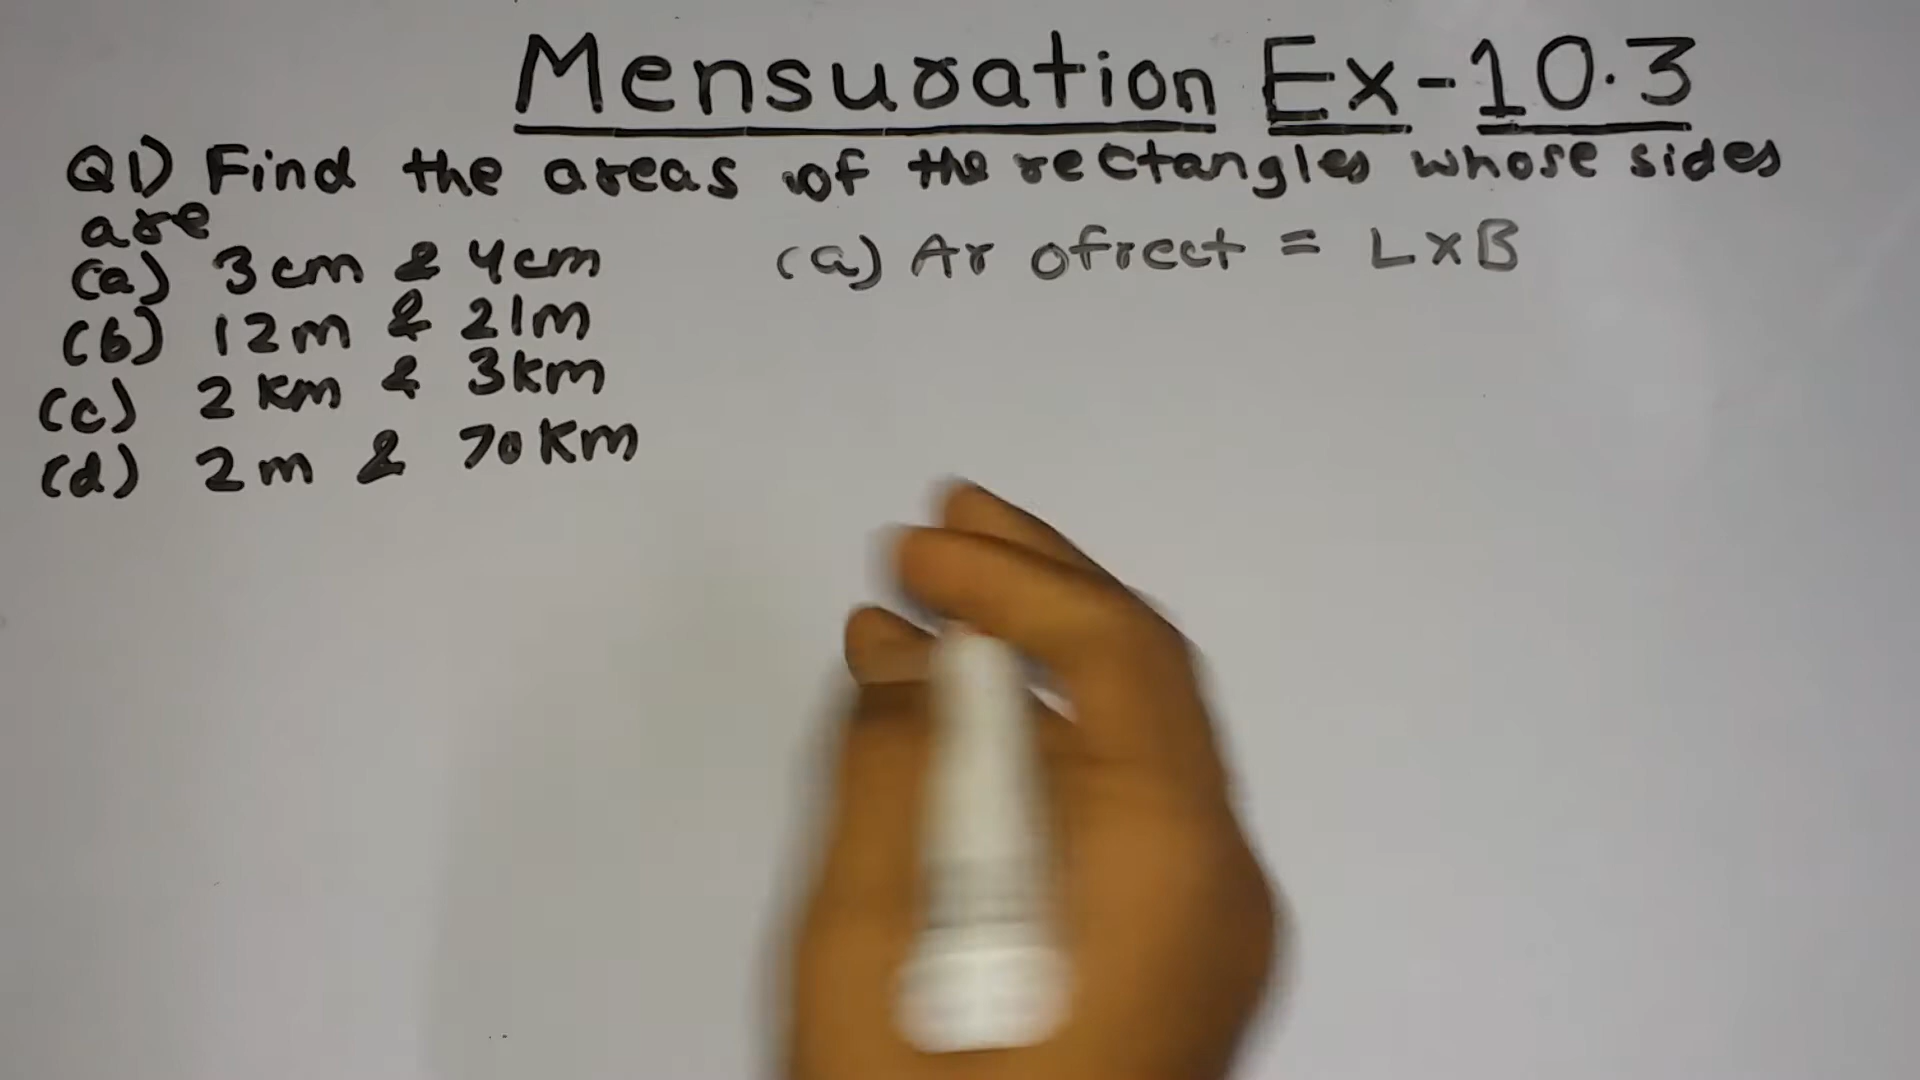 Mensuration Ex-10.3
Q1) Find the areas of the rectangles whose sides
are
(a) 3cm & 4cm
(b) 12m & 21m
(c) 2km & 3km
(d) 2m & 70km
(a) Ar of rect = L×B